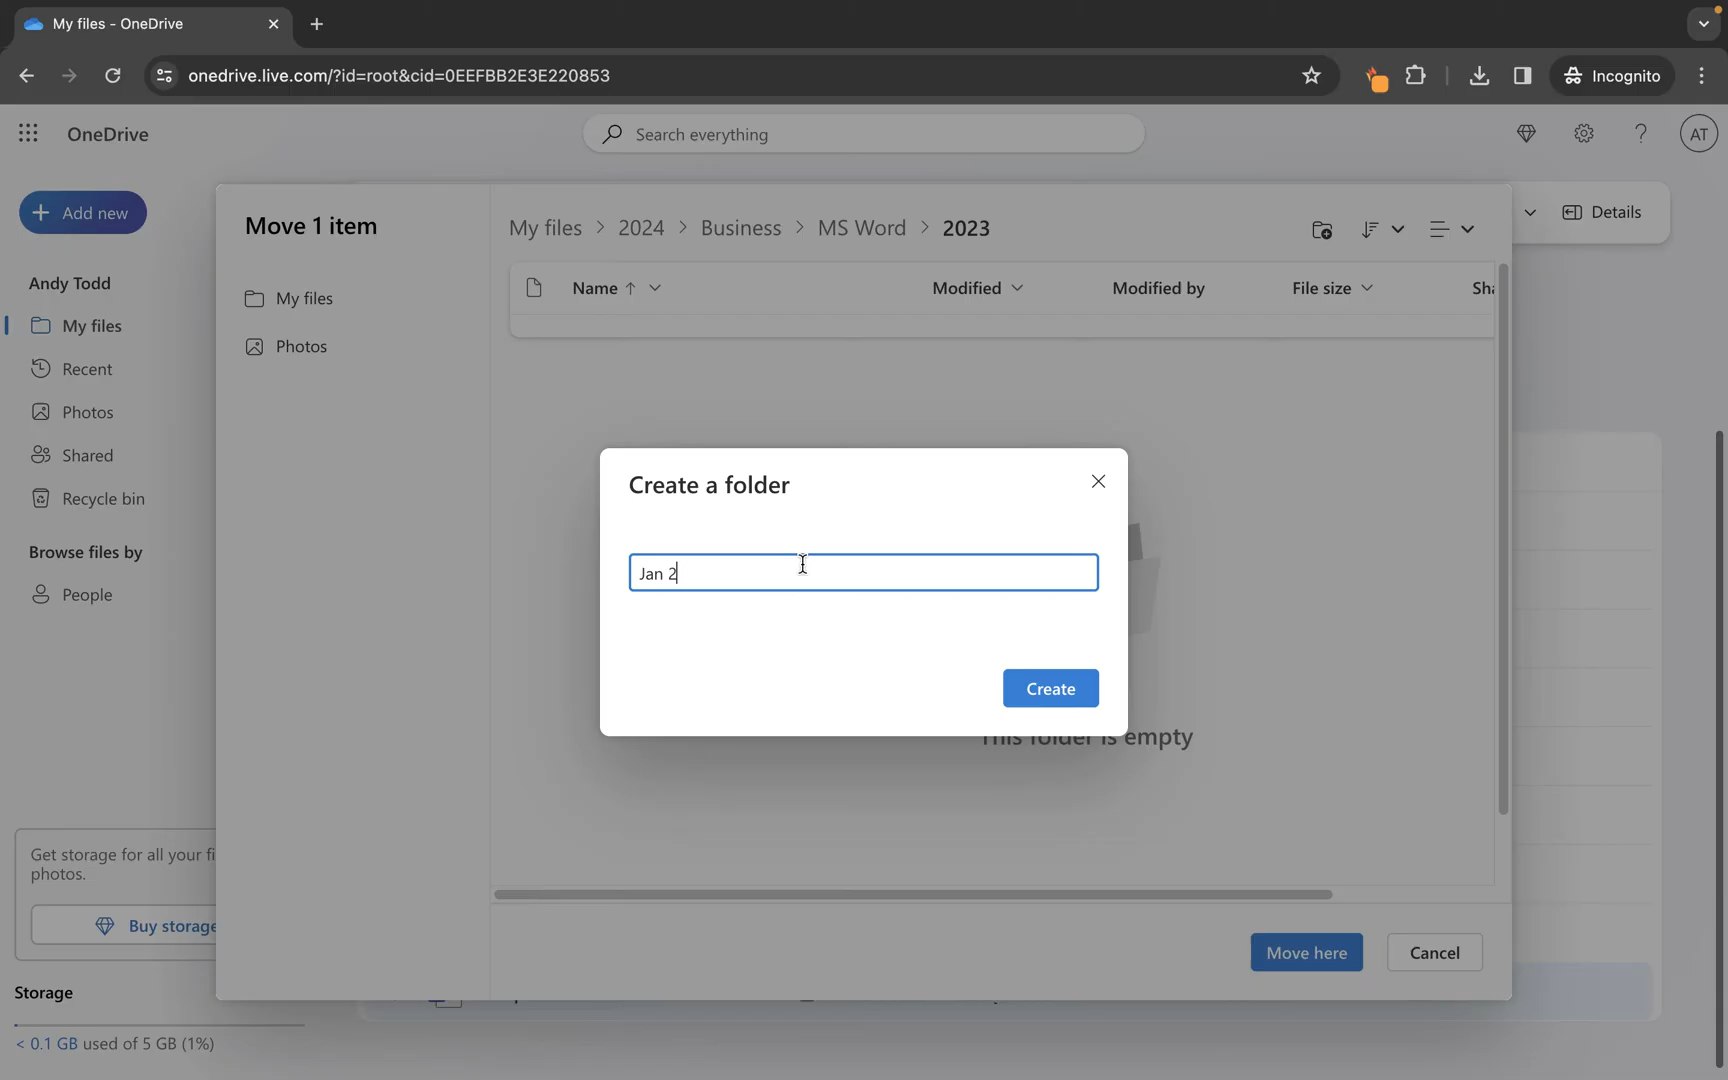 My files - OneDrive
onedrive.live.com/?id=root&cid=0EEFBB2E3E220853
Incognito
OneDrive
Search everything
AT
Add new
Details
Move 1 item
My files > 2024 > Business > MS Word > 2023
Andy Todd
My files
Recent
Photos
Shared
Recycle bin
Browse files by
People
My files
Photos
Name
Modified
Modified by
File size
Sha
Create a folder
Jan 2
Create
This folder is empty
Get storage for all your fi
photos.
Buy storage
Move here
Cancel
Storage
< 0.1 GB used of 5 GB (1%)